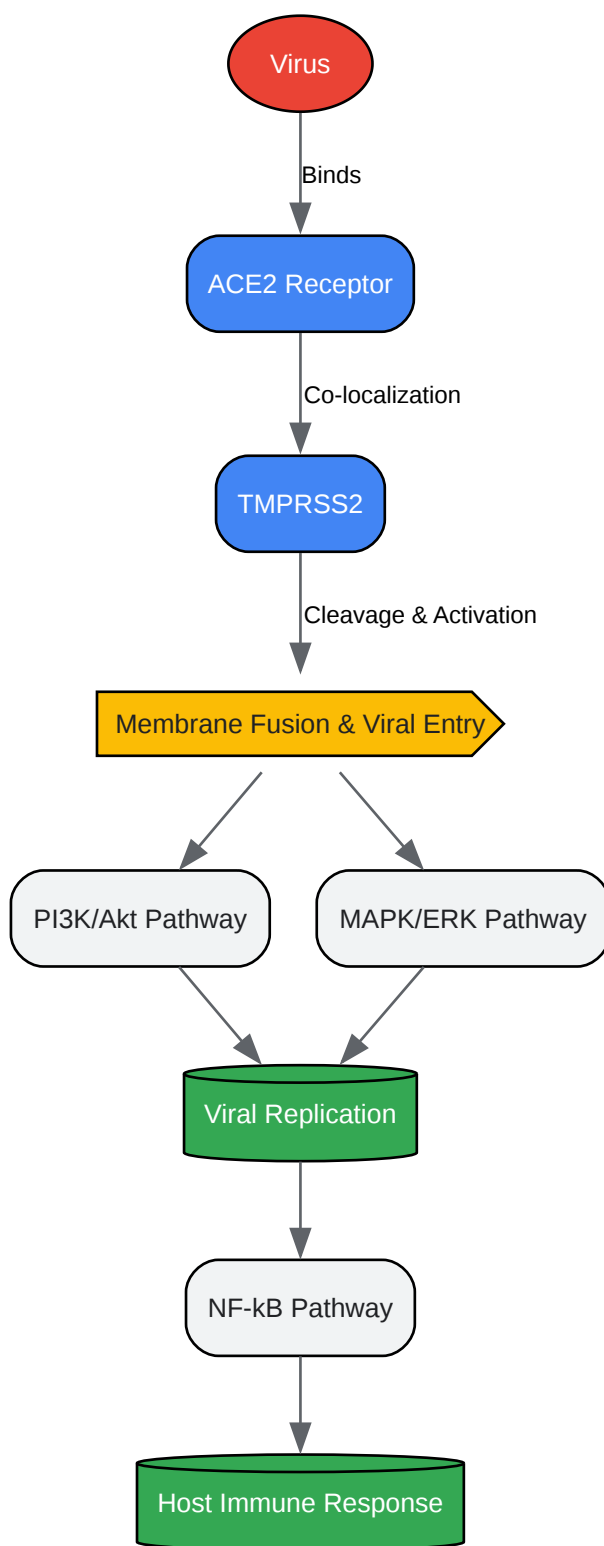 Virus
Binds
ACE2 Receptor
Co-localization
TMPRSS2
Cleavage & Activation
Membrane Fusion & Viral Entry
PI3K/Akt Pathway
MAPK/ERK Pathway
Viral Replication
NF-kB Pathway
Host Immune Response